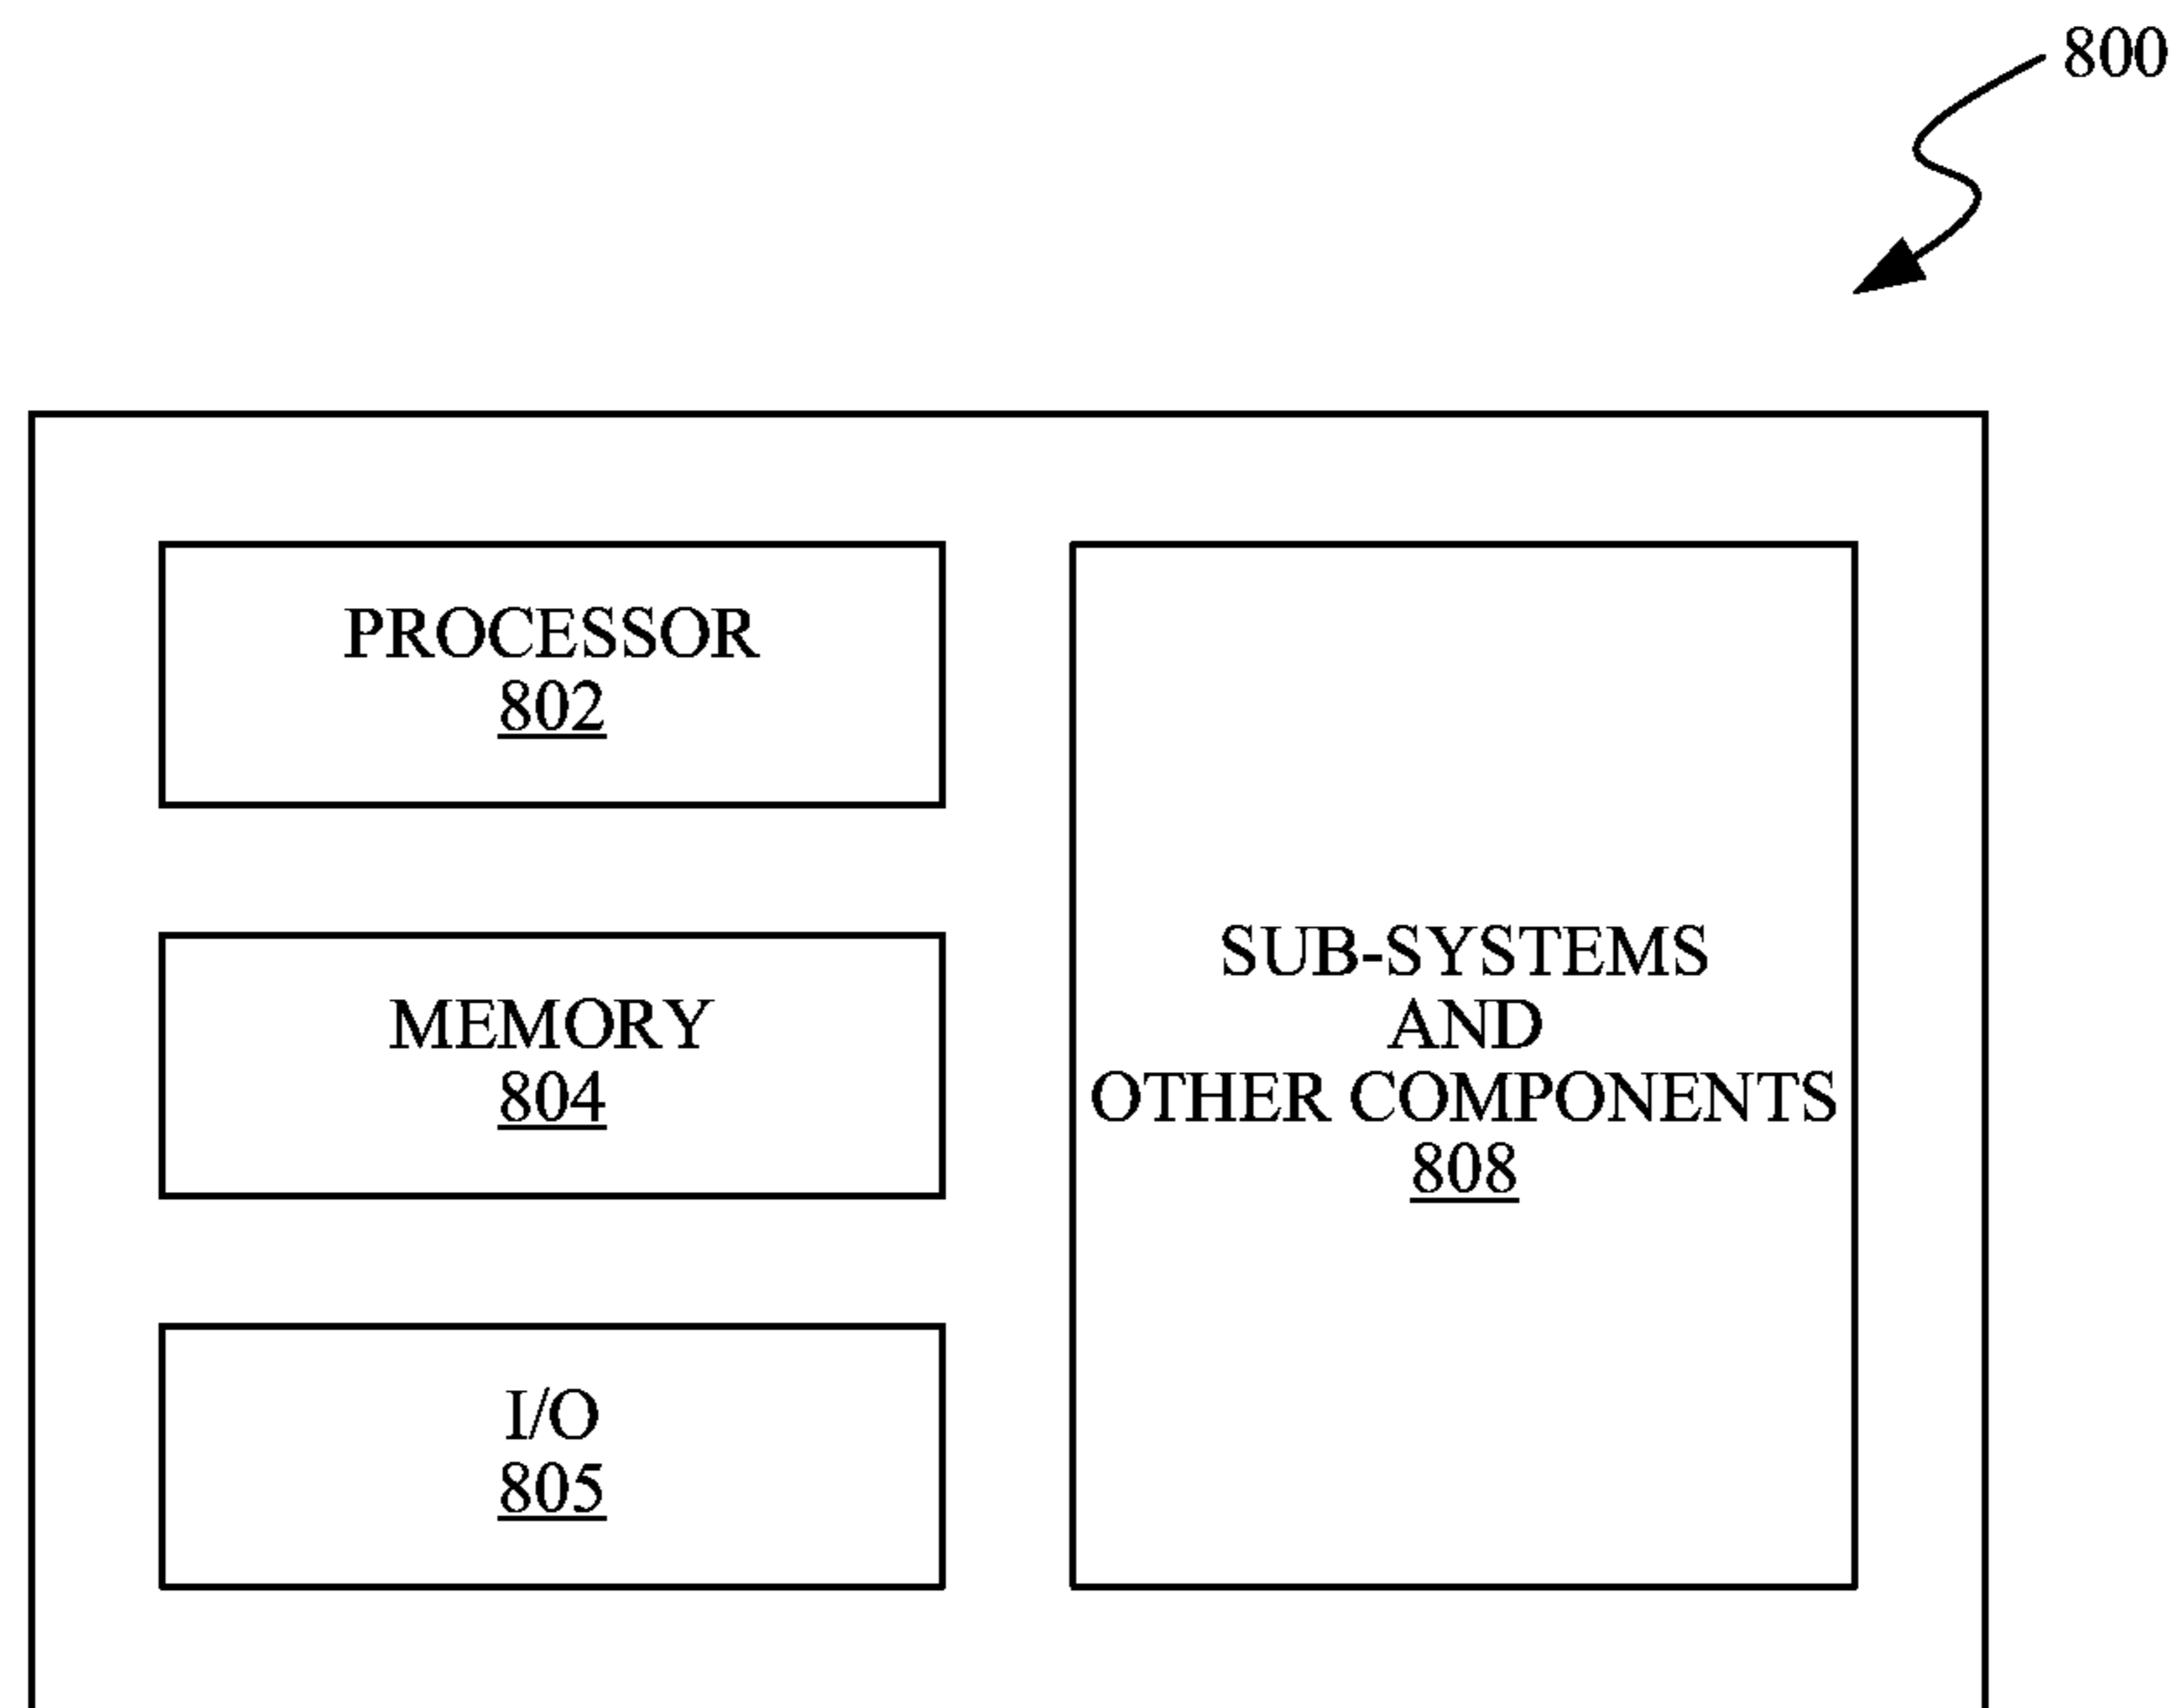 800
PROCESSOR
802
MEMORY
804
I/O
805
SUB-SYSTEMS
AND
OTHER COMPONENTS
808